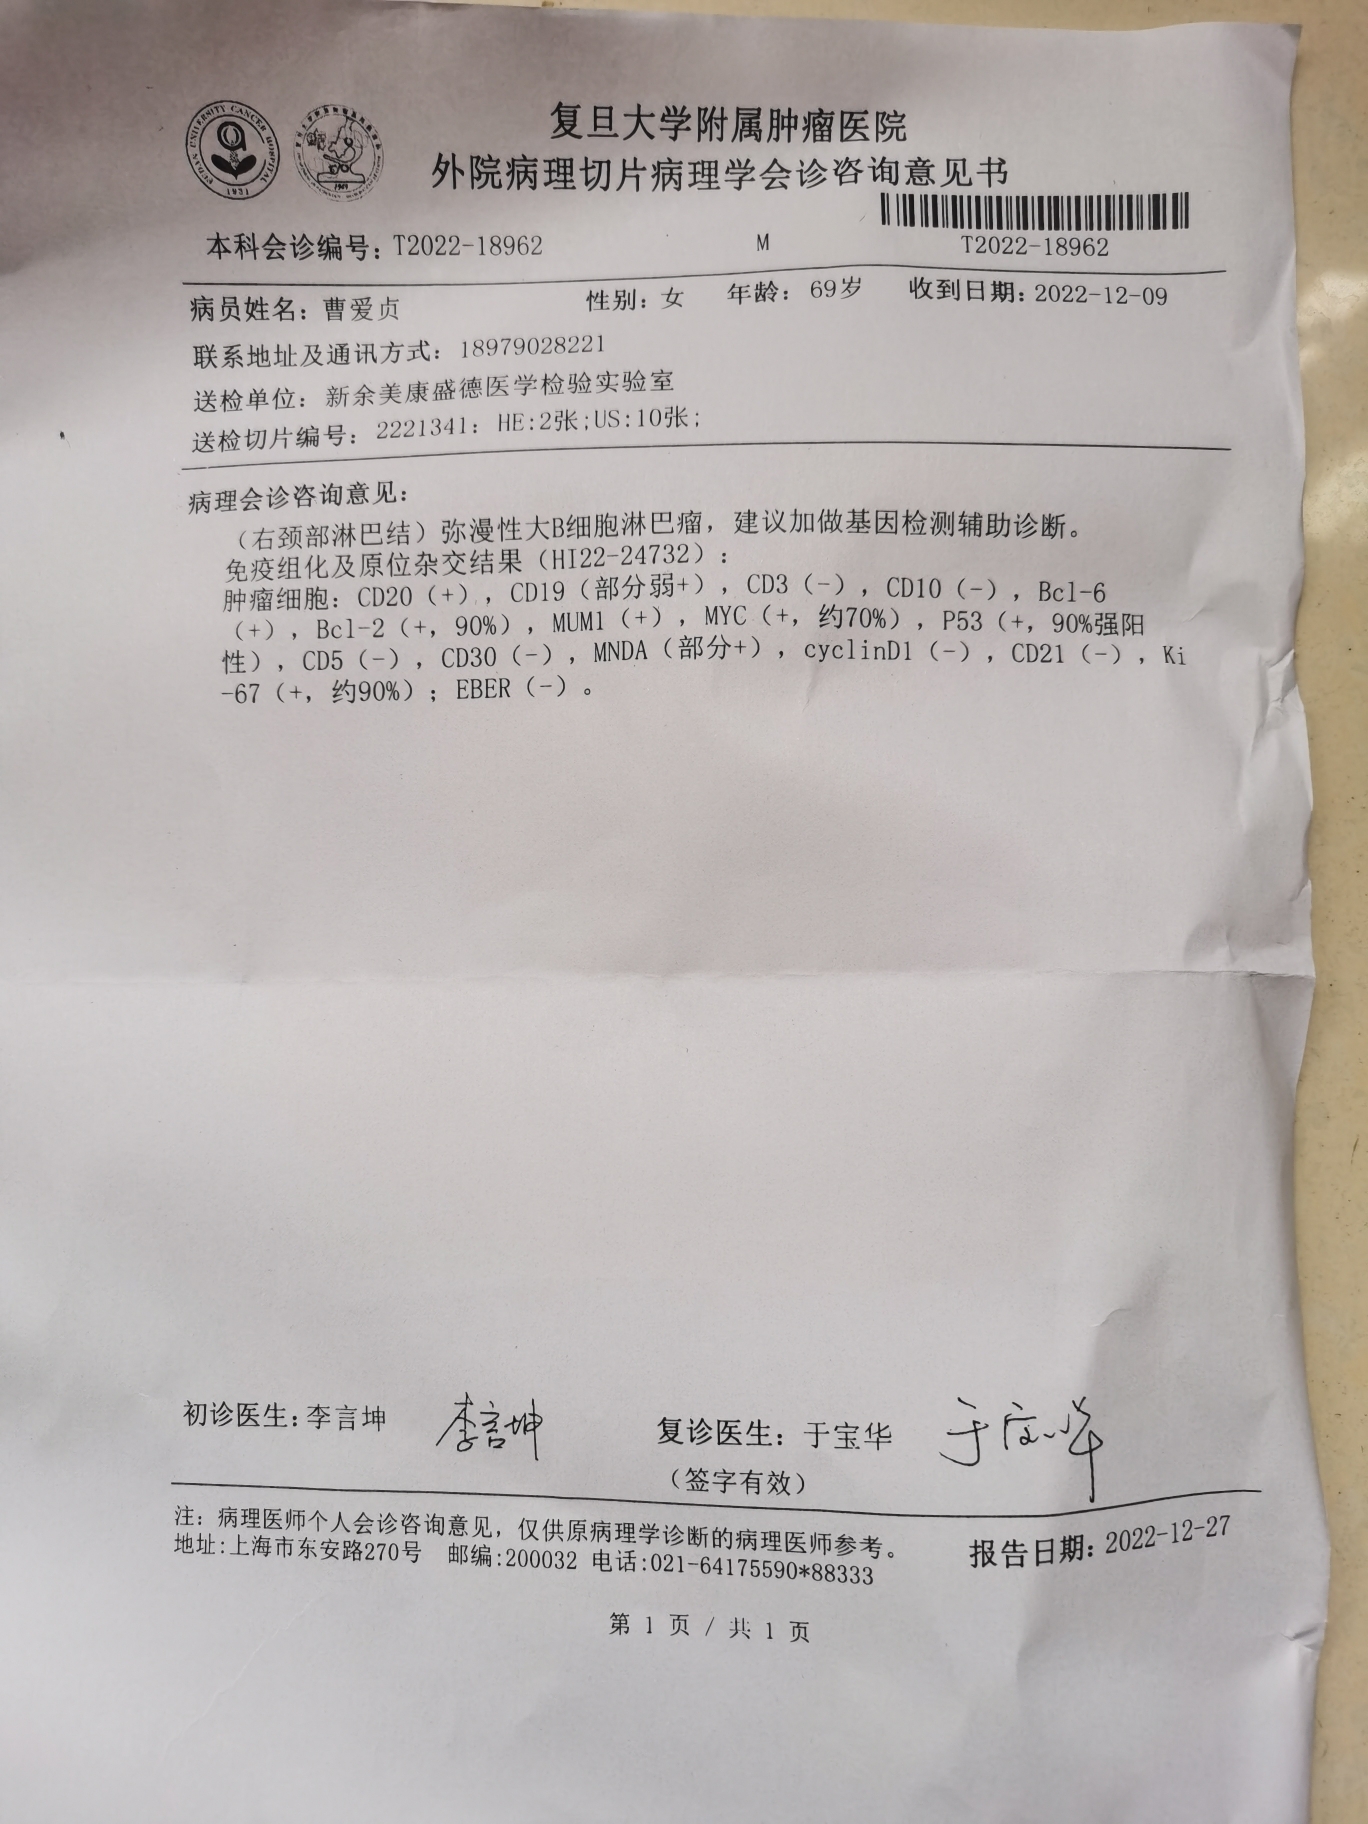 FUDAN UNIVERSITY CANCER HOSPITAL
1931
复旦大学附属肿瘤医院
外院病理切片病理学会诊咨询意见书
本科会诊编号：T2022-18962 M T2022-18962
病员姓名：曹爱贞 性别：女 年龄：69岁 收到日期：2022-12-09
联系地址及通讯方式：18979028221
送检单位：新余美康盛德医学检验实验室
送检切片编号：2221341：HE:2张;US:10张;
病理会诊咨询意见：
（右颈部淋巴结）弥漫性大B细胞淋巴瘤，建议加做基因检测辅助诊断。
免疫组化及原位杂交结果（HI22-24732）：
肿瘤细胞：CD20（+），CD19（部分弱+），CD3（-），CD10（-），Bcl-6
（+），Bcl-2（+，90%），MUM1（+），MYC（+，约70%），P53（+，90%强阳
性），CD5（-），CD30（-），MNDA（部分+），cyclinD1（-），CD21（-），Ki
-67（+，约90%）；EBER（-）。
初诊医生：李言坤 李言坤 复诊医生：于宝华 于宝华
（签字有效）
注：病理医师个人会诊咨询意见，仅供原病理学诊断的病理医师参考。
地址:上海市东安路270号 邮编:200032 电话:021-64175590*88333
报告日期：2022-12-27
第 1 页 / 共 1 页